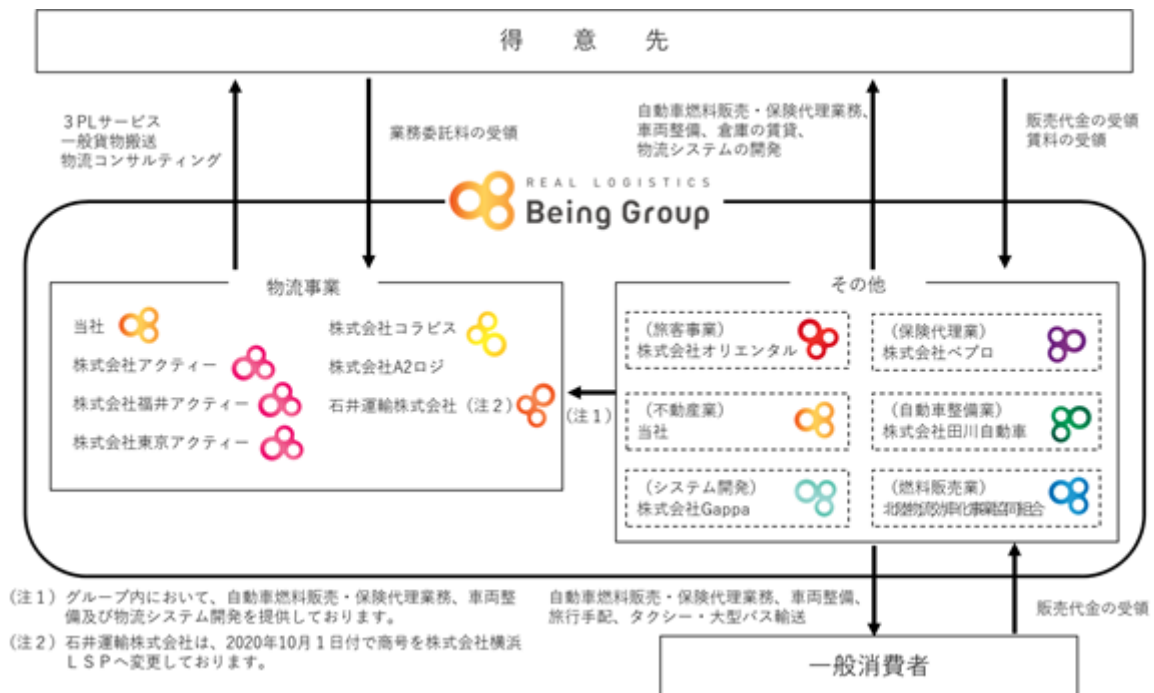 得意先
3PLサービス
一般貨物搬送
物流コンサルティング
業務委託料の受領
自動車燃料販売・保険代理業務、
車両整備、倉庫の賃貸、
物流システムの開発
販売代金の受領
賃料の受領
REAL LOGISTICS
Being Group
物流事業
当社
株式会社アクティー
株式会社福井アクティー
株式会社東京アクティー
株式会社コラビス
株式会社A2ロジ
石井運輸株式会社（注2）
（注1）
その他
（旅客事業）
株式会社オリエンタル
（保険代理業）
株式会社ベプロ
（不動産業）
当社
（自動車整備業）
株式会社田川自動車
（システム開発）
株式会社Gappa
（燃料販売業）
北陸物流効率化事業協同組合
（注1）グループ内において、自動車燃料販売・保険代理業務、車両整
備及び物流システム開発を提供しております。
（注2）石井運輸株式会社は、2020年10月1日付で商号を株式会社横浜
ＬＳＰへ変更しております。
自動車燃料販売・保険代理業務、車両整備、
旅行手配、タクシー・大型バス輸送
販売代金の受領
一般消費者